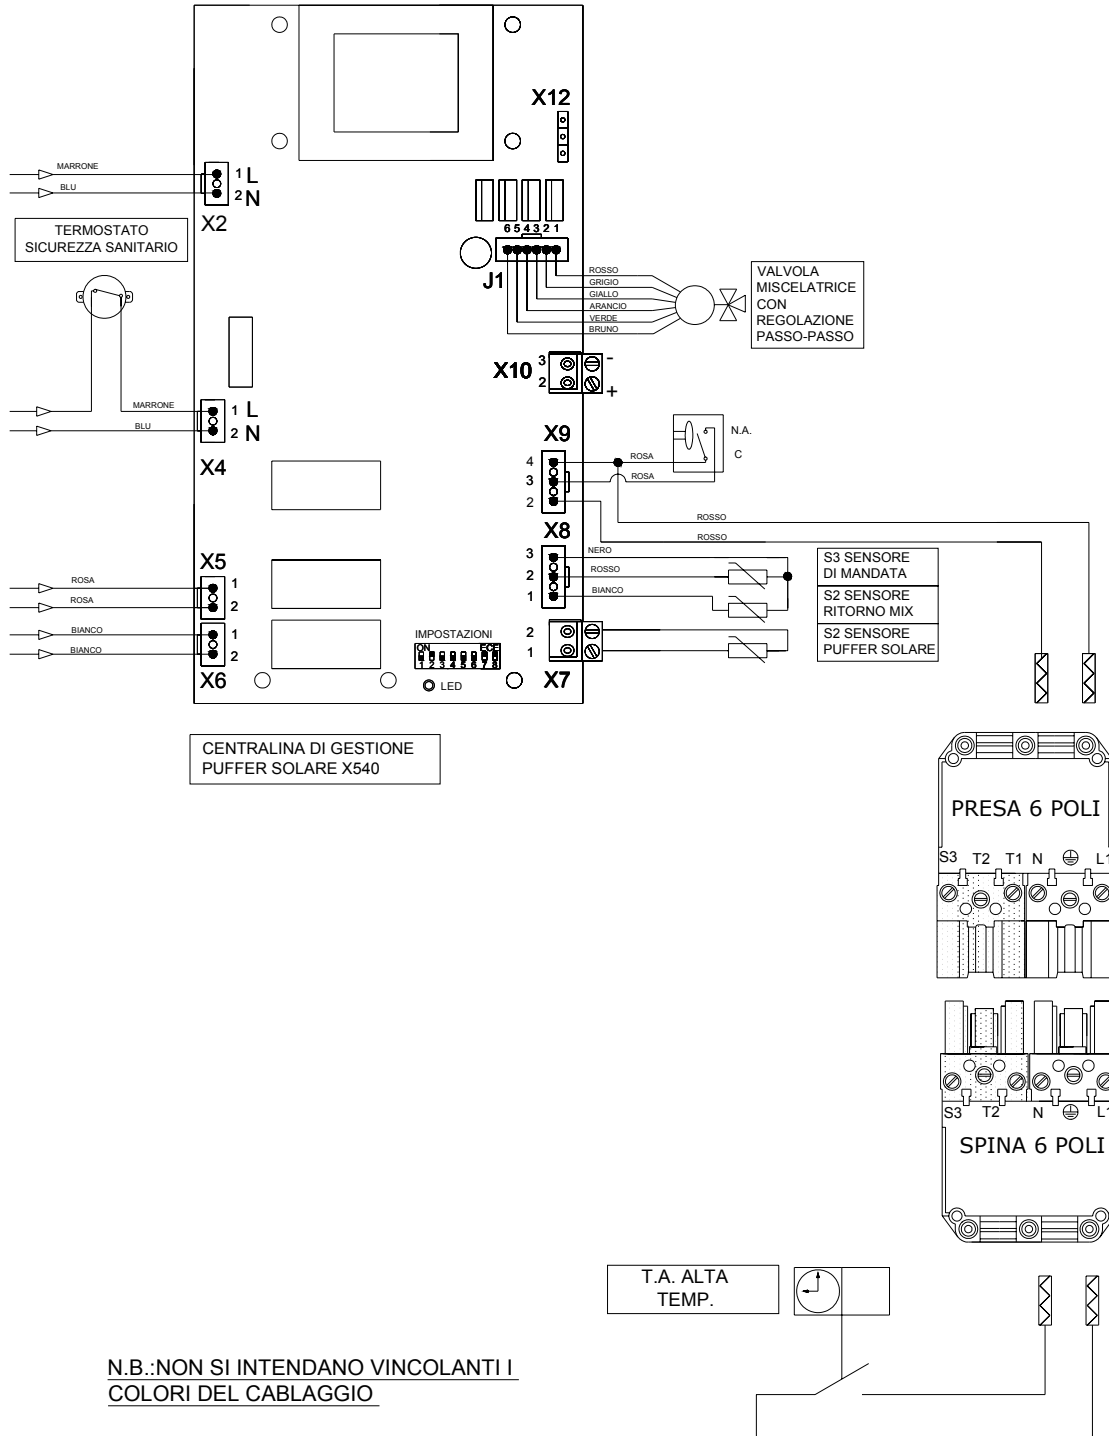 X12
MARRONE
1 L
BLU
2 N
X2
TERMOSTATO
SICUREZZA SANITARIO
6 5 4 3 2 1
J1
ROSSO
GRIGIO
GIALLO
ARANCIO
VERDE
BRUNO
VALVOLA
MISCELATRICE
CON
REGOLAZIONE
PASSO-PASSO
X10
3 -
2 +
MARRONE
1 L
BLU
2 N
X4
X9
4
ROSA
N.A.
C
3
ROSA
2
ROSSO
ROSSO
X8
3
NERO
2
ROSSO
1
BIANCO
S3 SENSORE
DI MANDATA
S2 SENSORE
RITORNO MIX
S2 SENSORE
PUFFER SOLARE
X5
ROSA
1
ROSA
2
BIANCO
1
BIANCO
2
X6
IMPOSTAZIONI
ON ECE
1 2 3 4 5 6 7 8
LED
2
1
X7
CENTRALINA DI GESTIONE
PUFFER SOLARE X540
PRESA 6 POLI
S3 T2 T1 N L1
S3 T2 N L1
SPINA 6 POLI
T.A. ALTA
TEMP.
N.B.:NON SI INTENDANO VINCOLANTI I
COLORI DEL CABLAGGIO